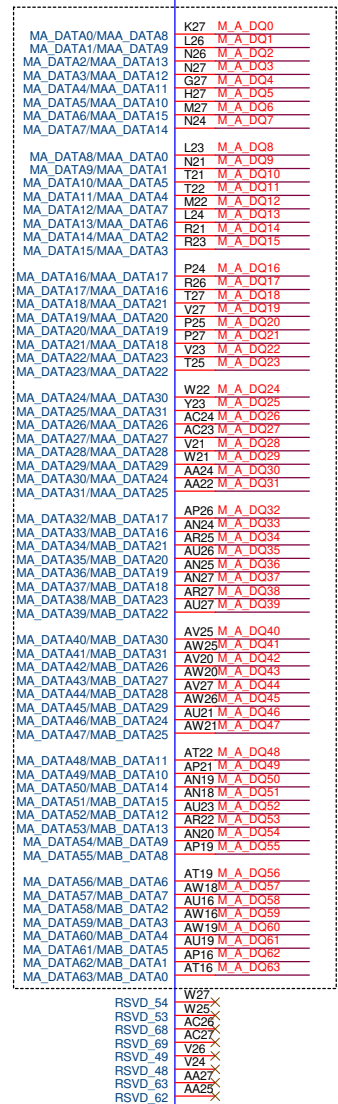 MA_DATA0/MAA_DATA8 K27 M_A_DQ0
MA_DATA1/MAA_DATA9 L26 M_A_DQ1
MA_DATA2/MAA_DATA13 N26 M_A_DQ2
MA_DATA3/MAA_DATA12 N27 M_A_DQ3
MA_DATA4/MAA_DATA11 G27 M_A_DQ4
MA_DATA5/MAA_DATA10 H27 M_A_DQ5
MA_DATA6/MAA_DATA15 M27 M_A_DQ6
MA_DATA7/MAA_DATA14 N24 M_A_DQ7
MA_DATA8/MAA_DATA0 L23 M_A_DQ8
MA_DATA9/MAA_DATA1 N21 M_A_DQ9
MA_DATA10/MAA_DATA5 T21 M_A_DQ10
MA_DATA11/MAA_DATA4 T22 M_A_DQ11
MA_DATA12/MAA_DATA7 M22 M_A_DQ12
MA_DATA13/MAA_DATA6 L24 M_A_DQ13
MA_DATA14/MAA_DATA2 R21 M_A_DQ14
MA_DATA15/MAA_DATA3 R23 M_A_DQ15
MA_DATA16/MAA_DATA17 P24 M_A_DQ16
MA_DATA17/MAA_DATA16 R26 M_A_DQ17
MA_DATA18/MAA_DATA21 T27 M_A_DQ18
MA_DATA19/MAA_DATA20 V27 M_A_DQ19
MA_DATA20/MAA_DATA19 P25 M_A_DQ20
MA_DATA21/MAA_DATA18 P27 M_A_DQ21
MA_DATA22/MAA_DATA23 V23 M_A_DQ22
MA_DATA23/MAA_DATA22 T25 M_A_DQ23
MA_DATA24/MAA_DATA30 W22 M_A_DQ24
MA_DATA25/MAA_DATA31 Y23 M_A_DQ25
MA_DATA26/MAA_DATA26 AC24 M_A_DQ26
MA_DATA27/MAA_DATA27 AC23 M_A_DQ27
MA_DATA28/MAA_DATA28 V21 M_A_DQ28
MA_DATA29/MAA_DATA29 W21 M_A_DQ29
MA_DATA30/MAA_DATA24 AA24 M_A_DQ30
MA_DATA31/MAA_DATA25 AA22 M_A_DQ31
MA_DATA32/MAB_DATA17 AP26 M_A_DQ32
MA_DATA33/MAB_DATA16 AN24 M_A_DQ33
MA_DATA34/MAB_DATA21 AR25 M_A_DQ34
MA_DATA35/MAB_DATA20 AU26 M_A_DQ35
MA_DATA36/MAB_DATA19 AN25 M_A_DQ36
MA_DATA37/MAB_DATA18 AN27 M_A_DQ37
MA_DATA38/MAB_DATA23 AR27 M_A_DQ38
MA_DATA39/MAB_DATA22 AU27 M_A_DQ39
MA_DATA40/MAB_DATA30 AV25 M_A_DQ40
MA_DATA41/MAB_DATA31 AW25 M_A_DQ41
MA_DATA42/MAB_DATA26 AV20 M_A_DQ42
MA_DATA43/MAB_DATA27 AW20 M_A_DQ43
MA_DATA44/MAB_DATA28 AV27 M_A_DQ44
MA_DATA45/MAB_DATA29 AW26 M_A_DQ45
MA_DATA46/MAB_DATA24 AU21 M_A_DQ46
MA_DATA47/MAB_DATA25 AW21 M_A_DQ47
MA_DATA48/MAB_DATA11 AT22 M_A_DQ48
MA_DATA49/MAB_DATA10 AP21 M_A_DQ49
MA_DATA50/MAB_DATA14 AN19 M_A_DQ50
MA_DATA51/MAB_DATA15 AN18 M_A_DQ51
MA_DATA52/MAB_DATA12 AU23 M_A_DQ52
MA_DATA53/MAB_DATA13 AR22 M_A_DQ53
MA_DATA54/MAB_DATA9 AN20 M_A_DQ54
MA_DATA55/MAB_DATA8 AP19 M_A_DQ55
MA_DATA56/MAB_DATA6 AT19 M_A_DQ56
MA_DATA57/MAB_DATA7 AW18 M_A_DQ57
MA_DATA58/MAB_DATA2 AU16 M_A_DQ58
MA_DATA59/MAB_DATA3 AW16 M_A_DQ59
MA_DATA60/MAB_DATA4 AW19 M_A_DQ60
MA_DATA61/MAB_DATA5 AU19 M_A_DQ61
MA_DATA62/MAB_DATA1 AP16 M_A_DQ62
MA_DATA63/MAB_DATA0 AT16 M_A_DQ63
RSVD_54 W27
RSVD_53 W25
RSVD_68 AC26
RSVD_69 AC27
RSVD_49 V26
RSVD_48 V24
RSVD_63 AA27
RSVD_62 AA25